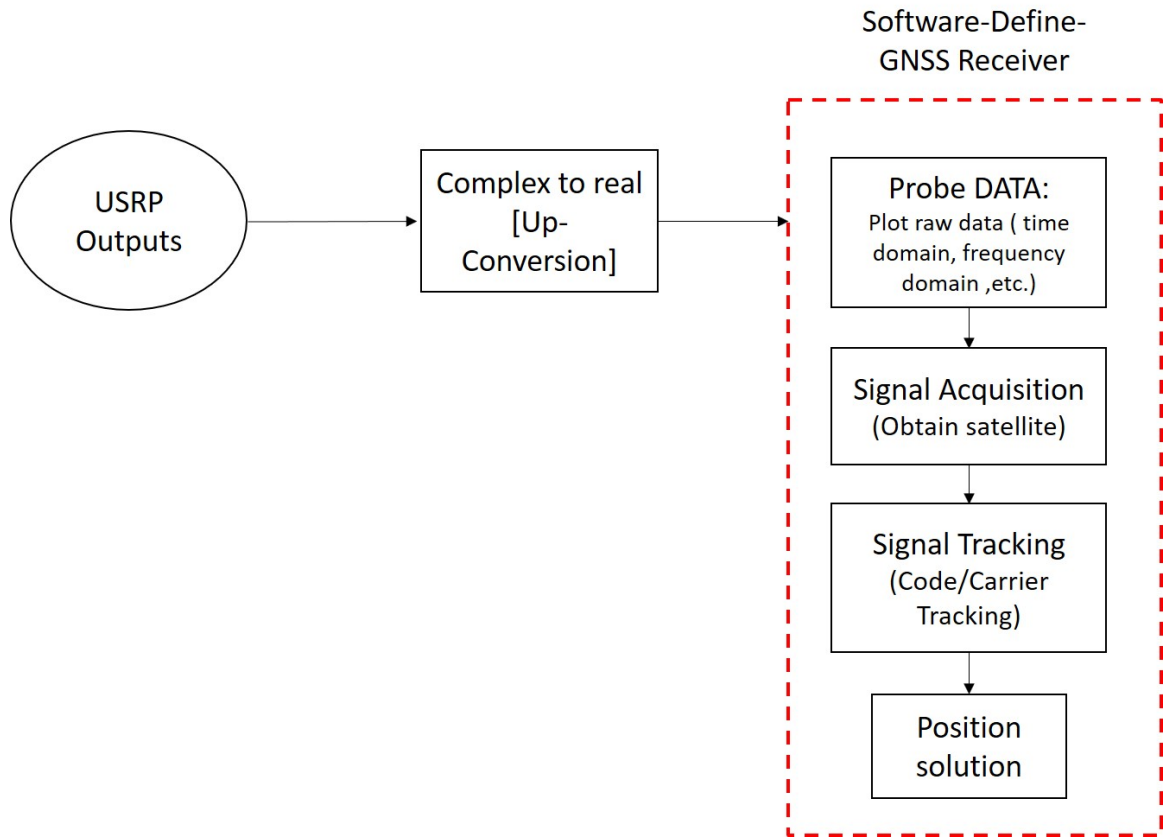 Software-Define-
GNSS Receiver
USRP
Outputs
Complex to real
[Up-
Conversion]
Probe DATA:
Plot raw data ( time
domain, frequency
domain ,etc.)
Signal Acquisition
(Obtain satellite)
Signal Tracking
(Code/Carrier
Tracking)
Position
solution